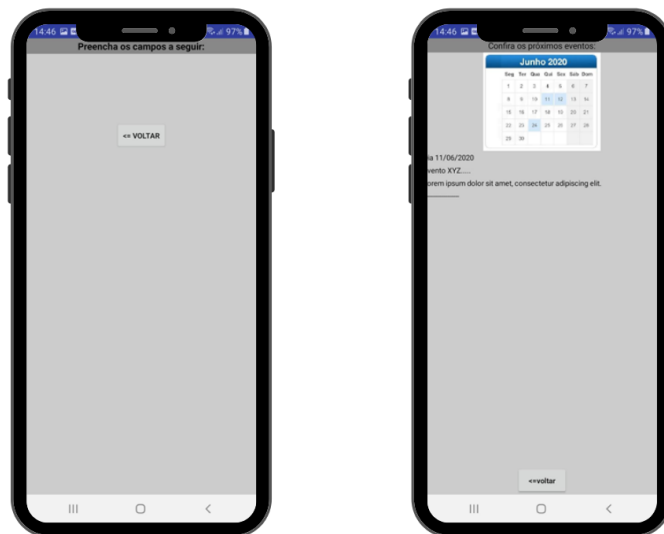 14:46
97%
Preencha os campos a seguir:
<= VOLTAR
14:46
97%
Confira os próximos eventos:
Junho 2020
Seg Ter Qua Qui Sex Sáb Dom
1 2 3 4 5 6 7
8 9 10 11 12 13 14
15 16 17 18 19 20 21
22 23 24 25 26 27 28
29 30
ia 11/06/2020
vento XYZ.....
orem ipsum dolor sit amet, consectetur adipiscing elit.
<=voltar